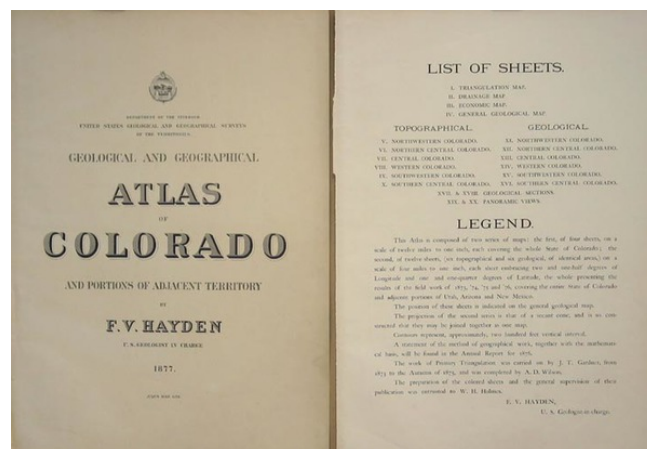 DEPARTMENT OF THE INTERIOR
UNITED STATES GEOLOGICAL AND GEOGRAPHICAL SURVEYS
OF THE TERRITORIES.
GEOLOGICAL AND GEOGRAPHICAL
ATLAS
OF
COLORADO
AND PORTIONS OF ADJACENT TERRITORY
BY
F.V. HAYDEN
U.S. GEOLOGIST IN CHARGE
1877.
LIST OF SHEETS.
I. TRIANGULATION MAP.
II. DRAINAGE MAP.
III. ECONOMIC MAP.
IV. GENERAL GEOLOGICAL MAP.
TOPOGRAPHICAL.
V. NORTHWESTERN COLORADO.
VI. NORTHERN CENTRAL COLORADO.
VII. CENTRAL COLORADO.
VIII. WESTERN COLORADO.
IX. SOUTHWESTERN COLORADO.
X. SOUTHERN CENTRAL COLORADO.
GEOLOGICAL.
XI. NORTHWESTERN COLORADO.
XII. NORTHERN CENTRAL COLORADO.
XIII. CENTRAL COLORADO.
XIV. WESTERN COLORADO.
XV. SOUTHWESTERN COLORADO.
XVI. SOUTHERN CENTRAL COLORADO.
XVII. & XVIII. GEOLOGICAL SECTIONS.
XIX. & XX. PANORAMIC VIEWS.
LEGEND.
This Atlas is composed of two series of maps: the first, of four sheets, on a
scale of twelve miles to one inch, each covering the whole State of Colorado; the
second, of twelve sheets, (six topographical and six geological, of identical areas,) on a
scale of four miles to one inch, each sheet embracing two and one-half degrees of
Longitude and one and one-quarter degrees of Latitude, the whole presenting the
results of the field work of 1873, '74, '75 and '76, covering the entire State of Colorado
and adjacent portions of Utah, Arizona and New Mexico.
The position of these sheets is indicated on the general geological map.
The projection of the second series is that of a secant cone, and is so con-
structed that they may be joined together as one map.
Contours represent, approximately, two hundred feet vertical interval.
A statement of the method of geographical work, together with the mathemat-
ical basis, will be found in the Annual Report for 1876.
The work of Primary Triangulation was carried on by J. T. Gardner, from
1873 to the Autumn of 1875, and was completed by A. D. Wilson.
The preparation of the colored sheets and the general supervision of their
publication was entrusted to W. H. Holmes.
F. V. HAYDEN,
U. S. Geologist in charge.